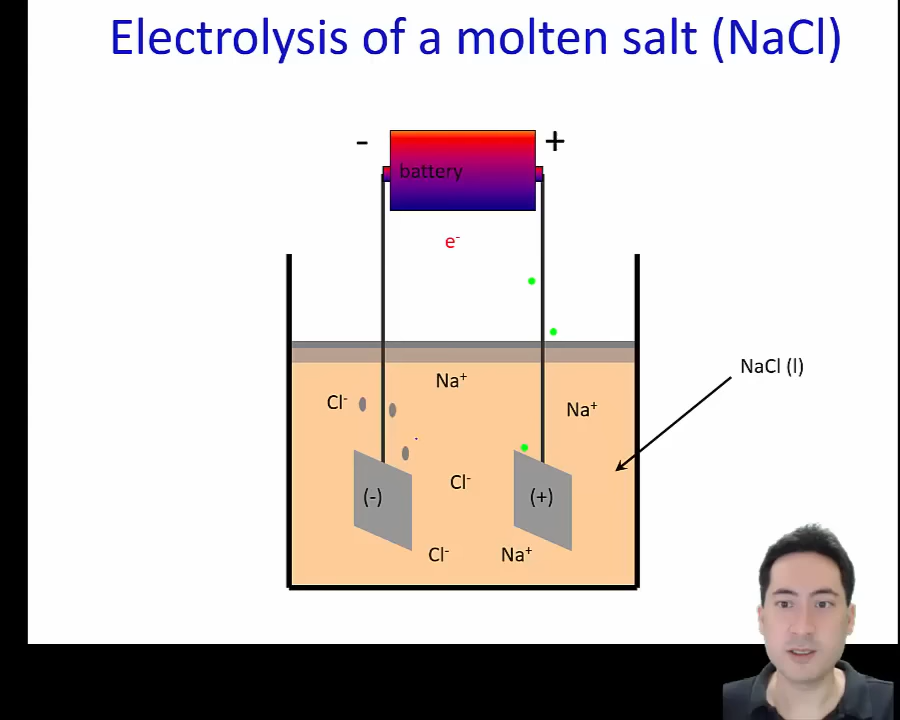 Electrolysis of a molten salt (NaCl)
- +
battery
e⁻
NaCl (l)
Na⁺
Cl⁻
Na⁺
Cl⁻
(-) (+)
Cl⁻ Na⁺